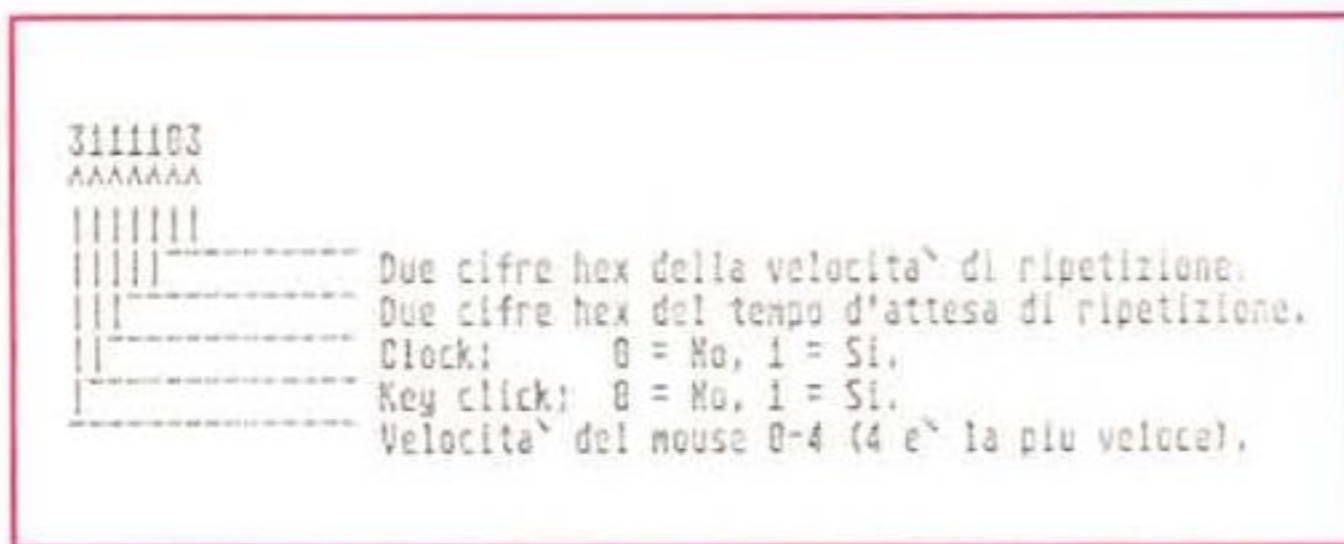 3111103
^^^^^^^
|||||||
|||||---------- Due cifre hex della velocita` di ripetizione.
|||------------ Due cifre hex del tempo d'attesa di ripetizione.
||------------- Clock: 0 = No, 1 = Si.
|-------------- Key click: 0 = No, 1 = Si.
--------------- Velocita` del mouse 0-4 (4 e` la piu veloce).